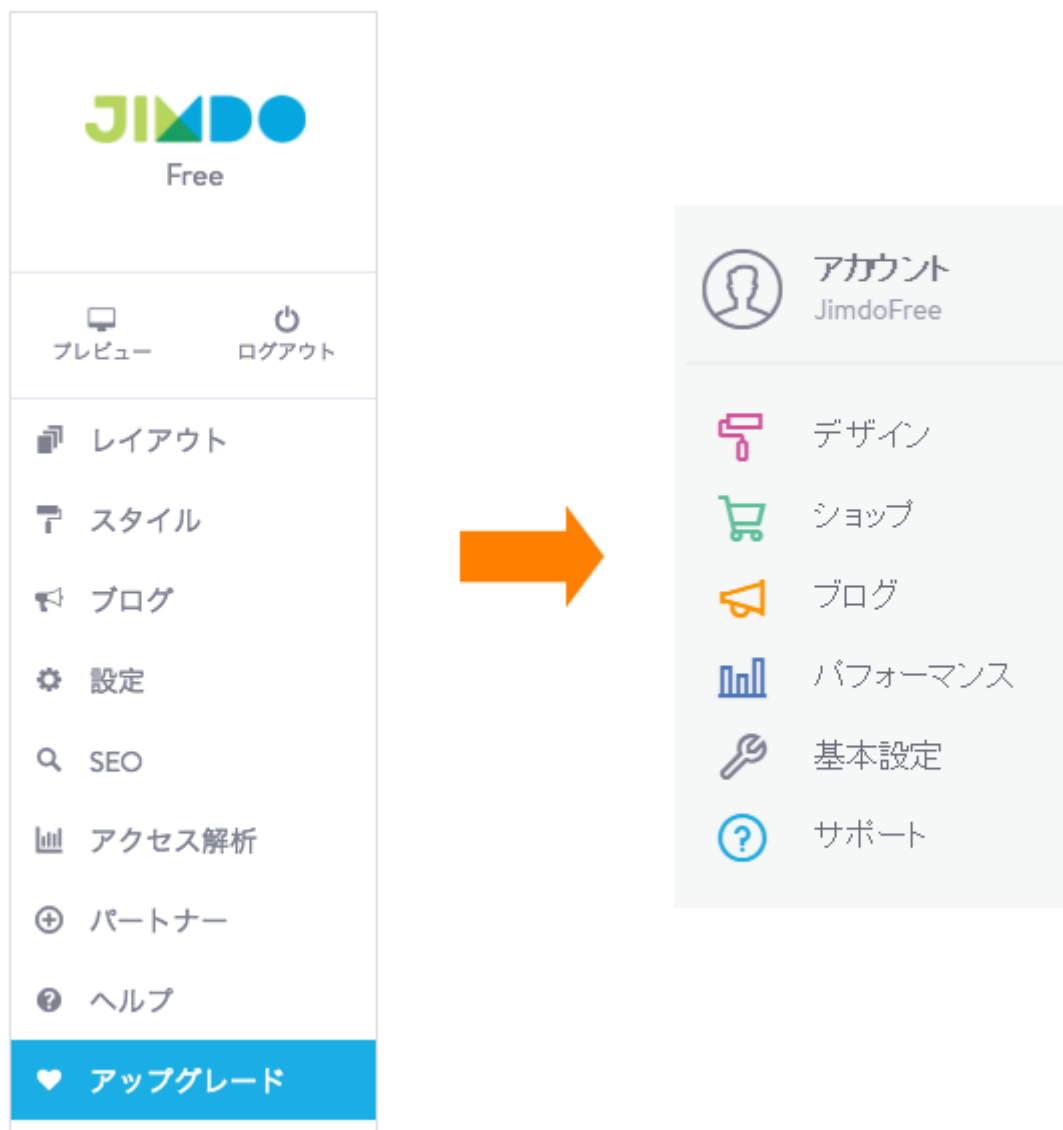 JIMDO
Free
プレビュー
ログアウト
レイアウト
スタイル
ブログ
設定
SEO
アクセス解析
パートナー
ヘルプ
アップグレード
アカウント
JimdoFree
デザイン
ショップ
ブログ
パフォーマンス
基本設定
サポート